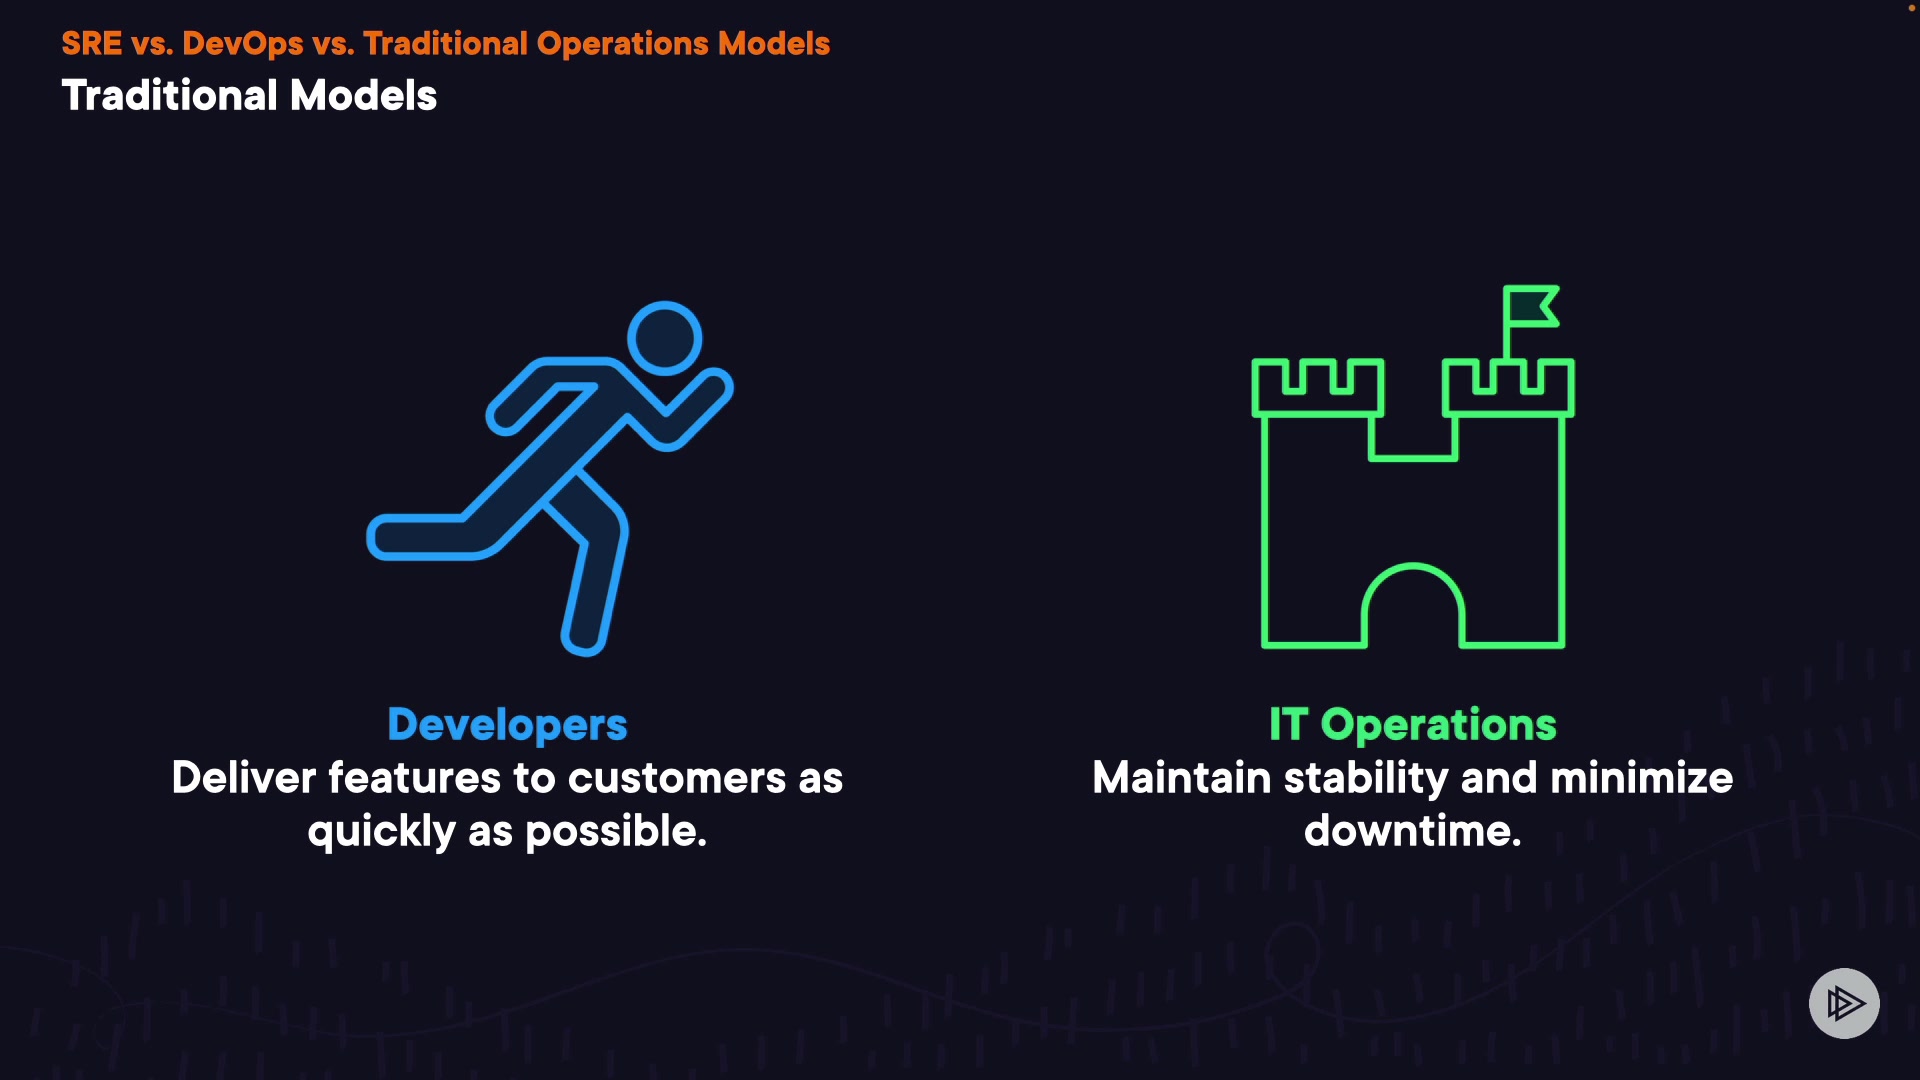 SRE vs. DevOps vs. Traditional Operations Models
Traditional Models
Developers
Deliver features to customers as
quickly as possible.
IT Operations
Maintain stability and minimize
downtime.